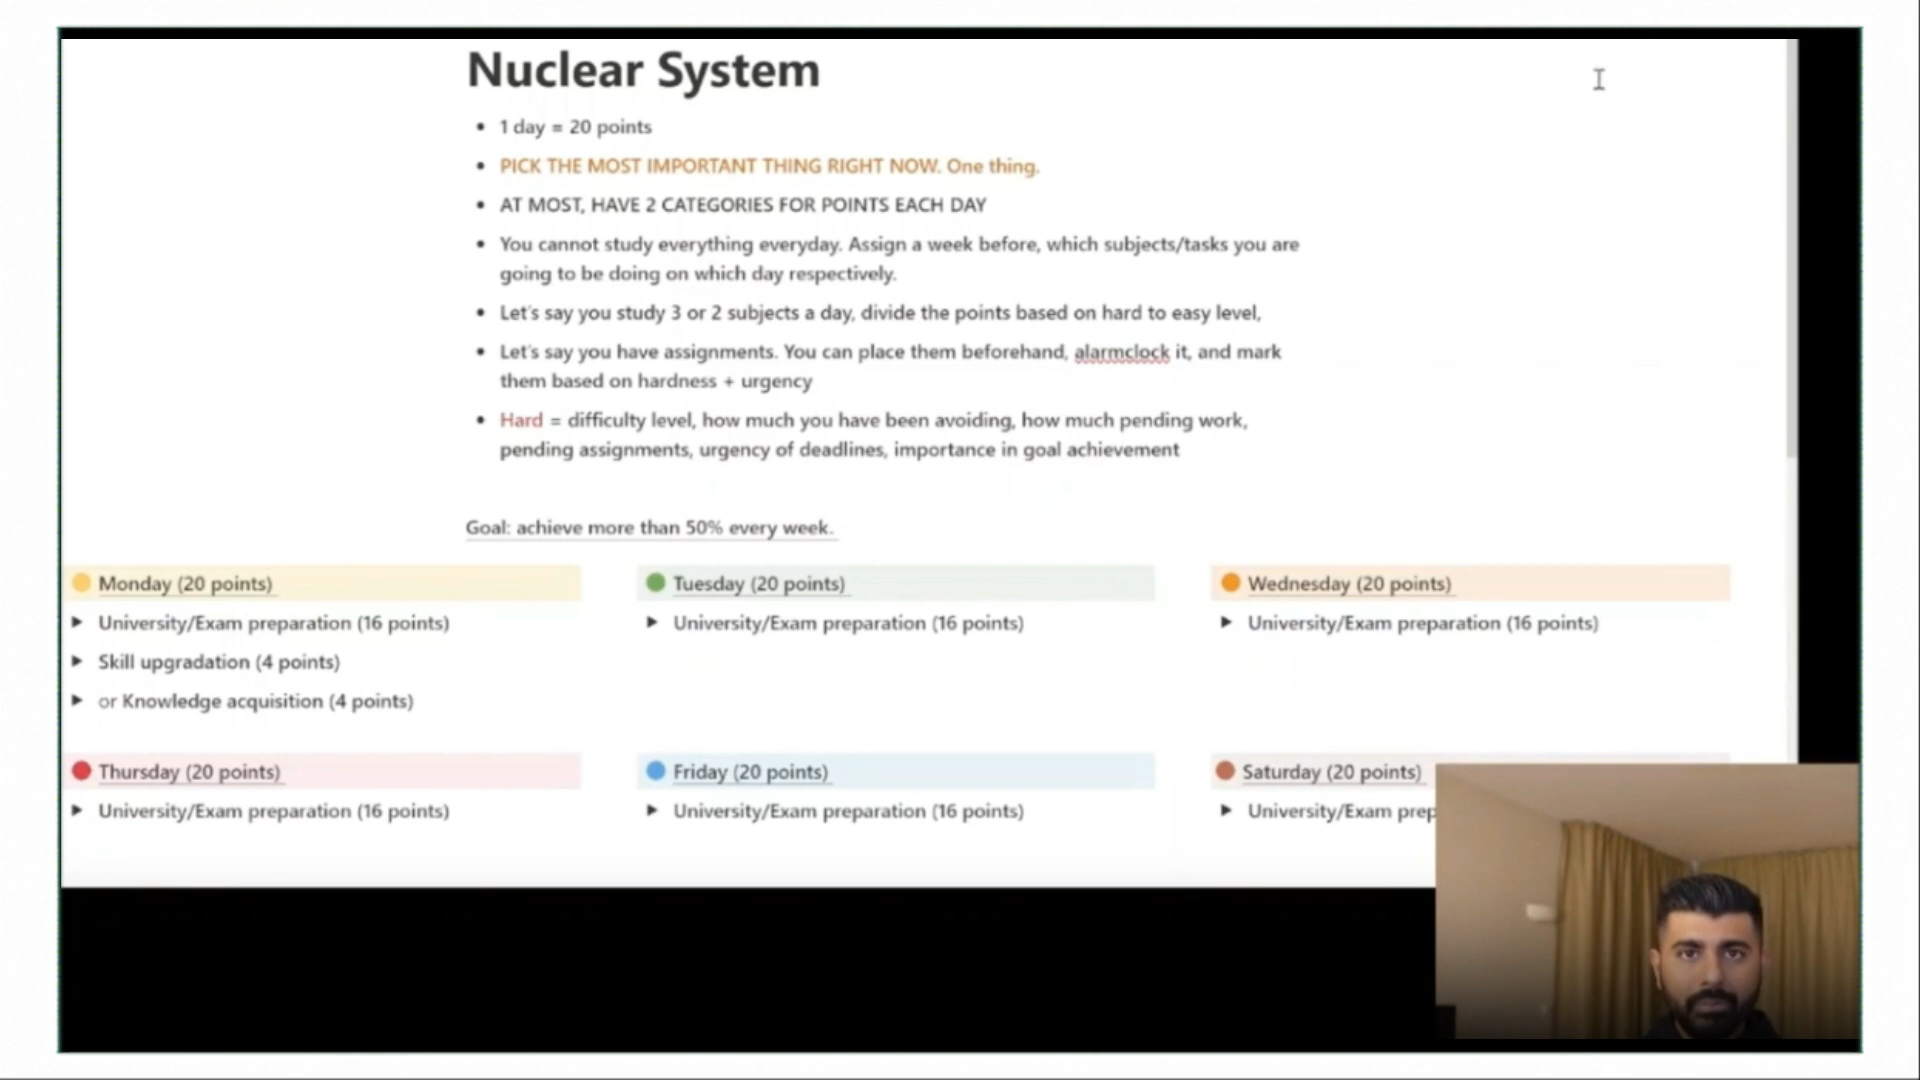 Nuclear System
• 1 day = 20 points
• PICK THE MOST IMPORTANT THING RIGHT NOW. One thing.
• AT MOST, HAVE 2 CATEGORIES FOR POINTS EACH DAY
• You cannot study everything everyday. Assign a week before, which subjects/tasks you are
going to be doing on which day respectively.
• Let's say you study 3 or 2 subjects a day, divide the points based on hard to easy level,
• Let's say you have assignments. You can place them beforehand, alarmclock it, and mark
them based on hardness + urgency
• Hard = difficulty level, how much you have been avoiding, how much pending work,
pending assignments, urgency of deadlines, importance in goal achievement
Goal: achieve more than 50% every week.
Monday (20 points)
University/Exam preparation (16 points)
Skill upgradation (4 points)
or Knowledge acquisition (4 points)
Tuesday (20 points)
University/Exam preparation (16 points)
Wednesday (20 points)
University/Exam preparation (16 points)
Thursday (20 points)
University/Exam preparation (16 points)
Friday (20 points)
University/Exam preparation (16 points)
Saturday (20 points)
University/Exam prep